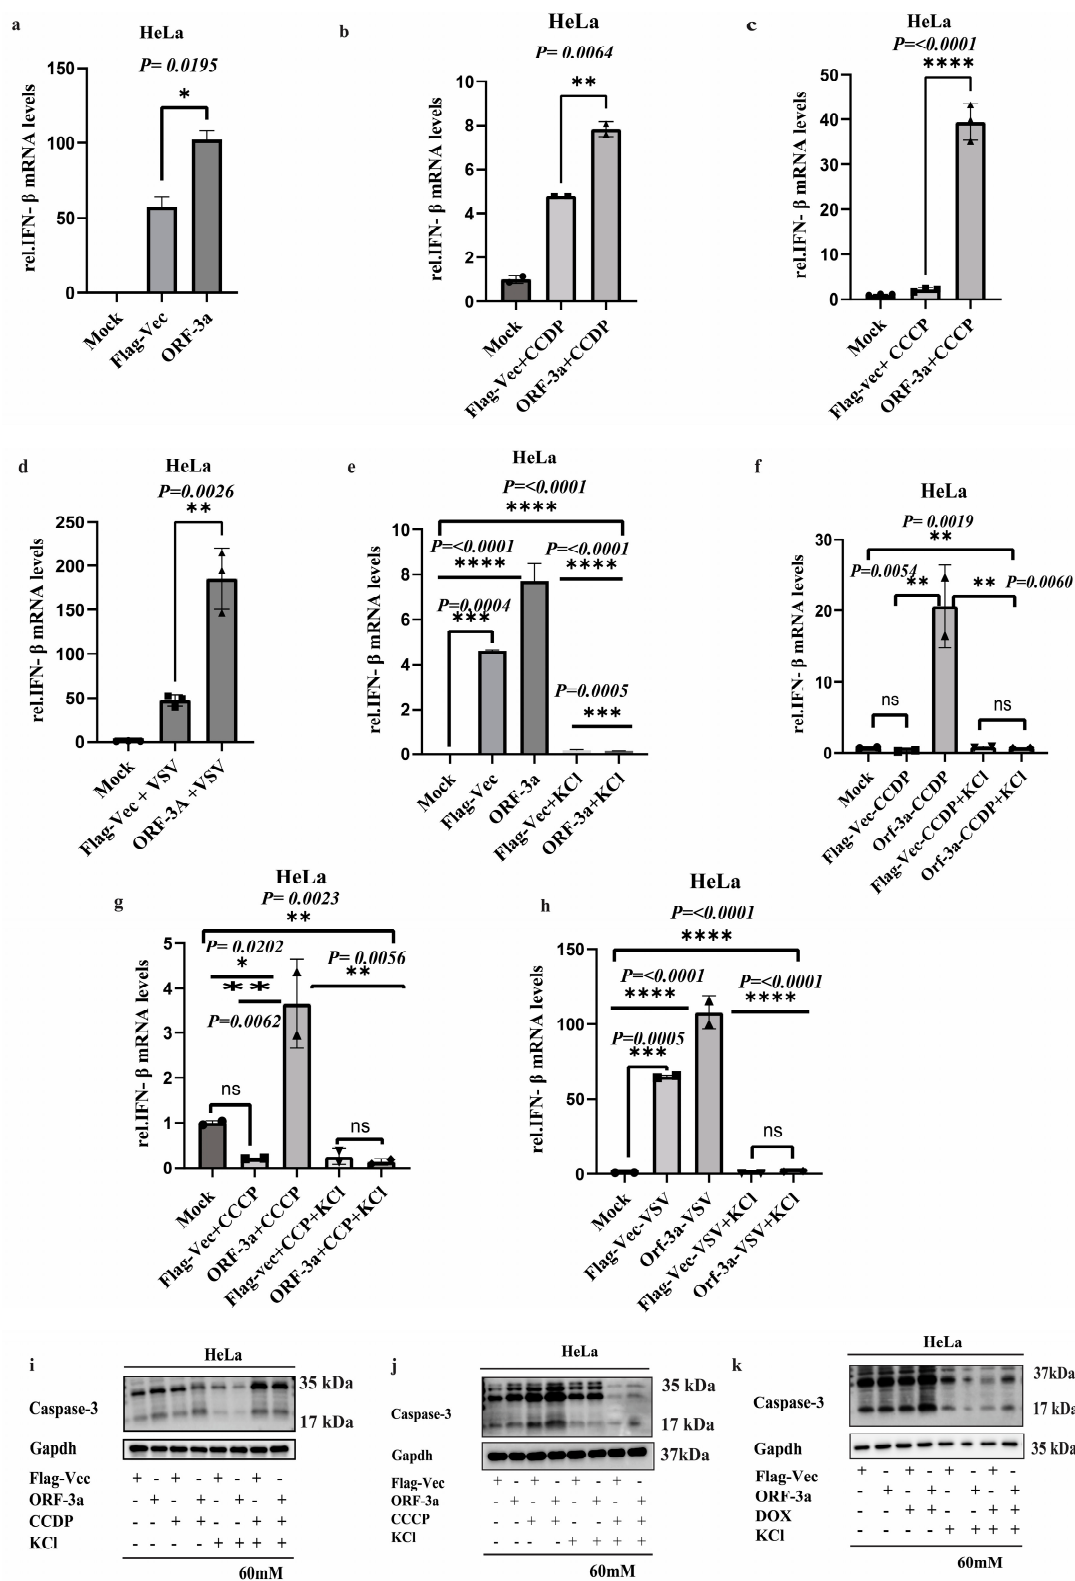 a
HeLa
P= 0.0195
*
rel.IFN- β mRNA levels
150
100
50
0
Mock
Flag-Vec
ORF-3a
b
HeLa
P= 0.0064
**
rel.IFN- β mRNA levels
10
8
6
4
2
0
Mock
Flag-Vec+CCDP
ORF-3a+CCDP
c
HeLa
P=<0.0001
****
rel.IFN- β mRNA levels
50
40
30
20
10
0
Mock
Flag-vec+ CCCP
ORF-3a+CCCP
d
HeLa
P=0.0026
**
rel.IFN- β mRNA levels
250
200
150
100
50
0
Mock
Flag-Vec + VSV
ORF-3A +VSV
e
HeLa
P=<0.0001
****
P=<0.0001
****
P=<0.0001
****
P=0.0004
***
P=0.0005
***
rel.IFN- β mRNA levels
10
8
6
4
2
0
Mock
Flag-Vec
ORF-3a
Flag-Vec+KCl
ORF-3a+KCl
f
HeLa
P= 0.0019
**
P=0.0054
**
**
P=0.0060
ns
ns
rel.IFN- β mRNA levels
30
20
10
0
Mock
Flag-Vec-CCDP
Orf-3a-CCDP
Flag-Vec-CCDP+KCl
Orf-3a-CCDP+KCl
g
HeLa
P= 0.0023
**
P= 0.0202
*
P= 0.0056
**
**
P=0.0062
ns
ns
rel.IFN- β mRNA levels
5
4
3
2
1
0
Mock
Flag-Vec+CCCP
ORF-3a+CCCP
Flag-vec+CCP+KCl
ORF-3a+CCP+KCl
h
HeLa
P=<0.0001
****
P=<0.0001
****
P=<0.0001
****
P=0.0005
***
ns
rel.IFN- β mRNA levels
150
100
50
0
Mock
Flag-Vec-VSV
Orf-3a-VSV
Flag-Vec-VSV+KCl
Orf-3a-VSV+KCl
i
HeLa
35 kDa
Caspase-3
17 kDa
Gapdh
Flag-Vec + - + - + - + -
ORF-3a - + - + - + - +
CCDP - - + + - - + +
KCl - - - - + + + +
60mM
j
HeLa
35 kDa
Caspase-3
17 kDa
Gapdh 37kDa
Flag-Vec + - + - + - + -
ORF-3a - + - + - + - +
CCCP - - + + - - + +
KCl - - - - + + + +
60mM
k
HeLa
37kDa
Caspase-3
17 kDa
Gapdh 35 kDa
Flag-Vec + - + - + - + -
ORF-3a - + - + - + - +
DOX - - + + - - + +
KCl - - - - + + + +
60mM